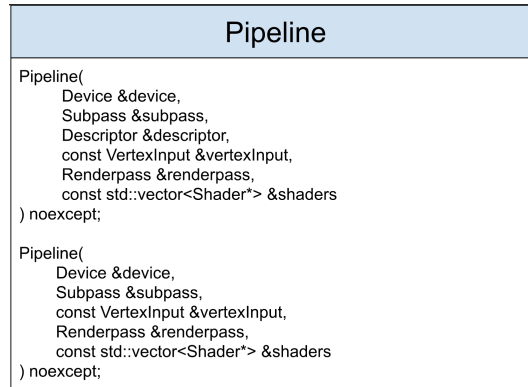 Pipeline
Pipeline(
Device &device,
Subpass &subpass,
Descriptor &descriptor,
const VertexInput &vertexInput,
Renderpass &renderpass,
const std::vector<Shader*> &shaders
) noexcept;
Pipeline(
Device &device,
Subpass &subpass,
const VertexInput &vertexInput,
Renderpass &renderpass,
const std::vector<Shader*> &shaders
) noexcept;